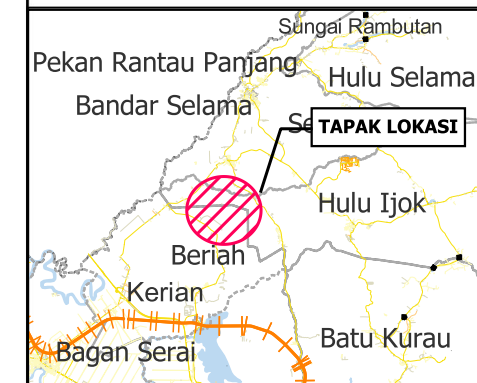 Sungai Rambutan
Pekan Rantau Panjang
Hulu Selama
Bandar Selama
TAPAK LOKASI
Hulu Ijok
Beriah
Kerian
Batu Kurau
Bagan Serai